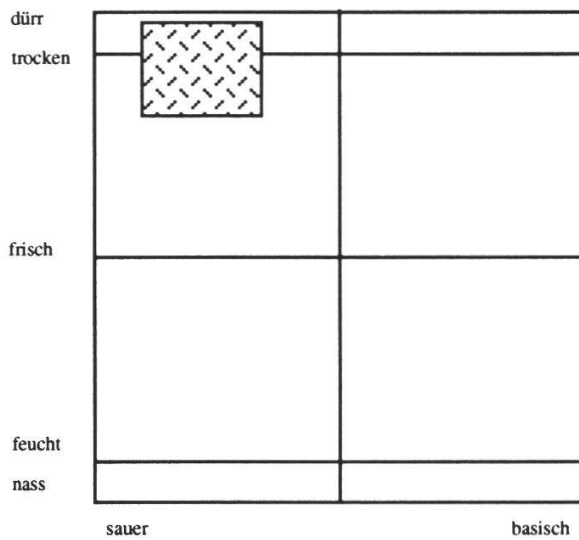 dürr
trocken
frisch
feucht
nass
sauer basisch